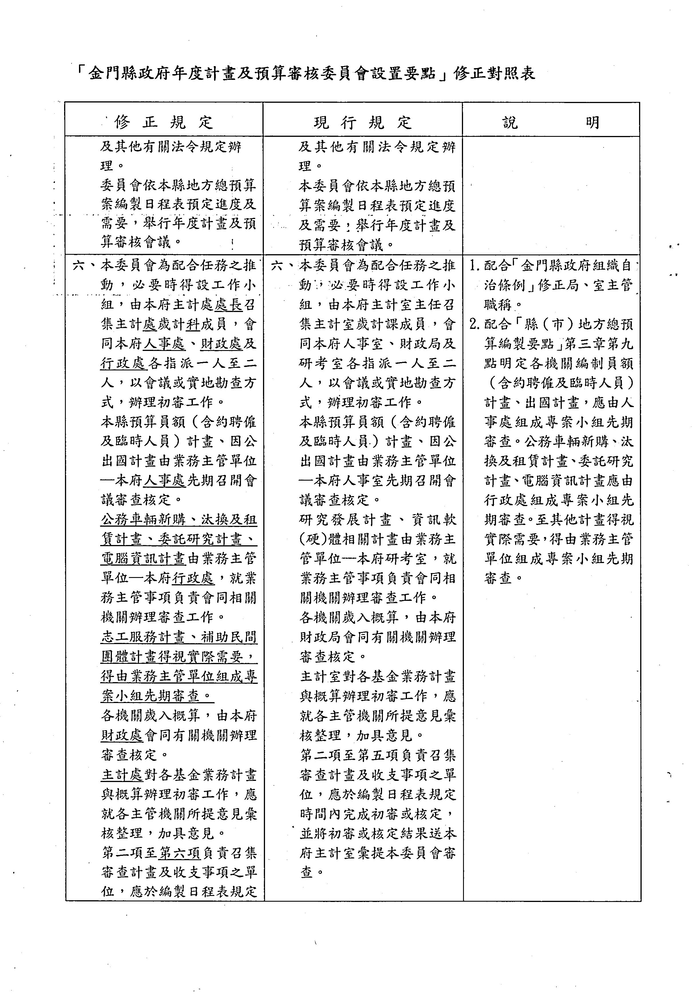 「金門縣政府年度計畫及預算審核委員會設置要點」修正對照表
修正規定
及其他有關法令規定辦
理。
委員會依本縣地方總預算
案編製日程表預定進度及
需要，舉行年度計畫及預
算審核會議。
六、本委員會為配合任務之推
動，必要時得設工作小
組，由本府主計處處長召
集主計處歲計科成員，會
同本府人事處、財政處及
行政處各指派一人至二
人，以會議或實地勘查方
式，辦理初審工作。
本縣預算員額（含約聘僱
及臨時人員）計畫、因公
出國計畫由業務主管單位
—本府人事處先期召開會
議審查核定。
公務車輛新購、汰換及租
賃計畫、委託研究計畫、
電腦資訊計畫由業務主管
單位—本府行政處，就業
務主管事項負責會同相關
機關辦理審查工作。
志工服務計畫、補助民間
團體計畫得視實際需要，
得由業務主管單位組成專
案小組先期審查。
各機關歲入概算，由本府
財政處會同有關機關辦理
審查核定。
主計處對各基金業務計畫
與概算辦理初審工作，應
就各主管機關所提意見彙
核整理，加具意見。
第二項至第六項負責召集
審查計畫及收支事項之單
位，應於編製日程表規定
現行規定
及其他有關法令規定辦
理。
本委員會依本縣地方總預
算案編製日程表預定進度
及需要，舉行年度計畫及
預算審核會議。
六、本委員會為配合任務之推
動，必要時得設工作小
組，由本府主計室主任召
集主計室歲計課成員，會
同本府人事室、財政局及
研考室各指派一人至二
人，以會議或實地勘查方
式，辦理初審工作。
本縣預算員額（含約聘僱
及臨時人員）計畫、因公
出國計畫由業務主管單位
—本府人事室先期召開會
議審查核定。
研究發展計畫、資訊軟
(硬)體相關計畫由業務主
管單位—本府研考室，就
業務主管事項負責會同相
關機關辦理審查工作。
各機關歲入概算，由本府
財政局會同有關機關辦理
審查核定。
主計室對各基金業務計畫
與概算辦理初審工作，應
就各主管機關所提意見彙
核整理，加具意見。
第二項至第五項負責召集
審查計畫及收支事項之單
位，應於編製日程表規定
時間內完成初審或核定，
並將初審或核定結果送本
府主計室彙提本委員會審
查。
說明
1.配合「金門縣政府組織自
治條例」修正局、室主管
職稱。
2.配合「縣（市）地方總預
算編製要點」第三章第九
點明定各機關編制員額
（含約聘僱及臨時人員）
計畫、出國計畫，應由人
事處組成專案小組先期
審查。公務車輛新購、汰
換及租賃計畫、委託研究
計畫、電腦資訊計畫應由
行政處組成專案小組先
期審查。至其他計畫得視
實際需要，得由業務主管
單位組成專案小組先期
審查。